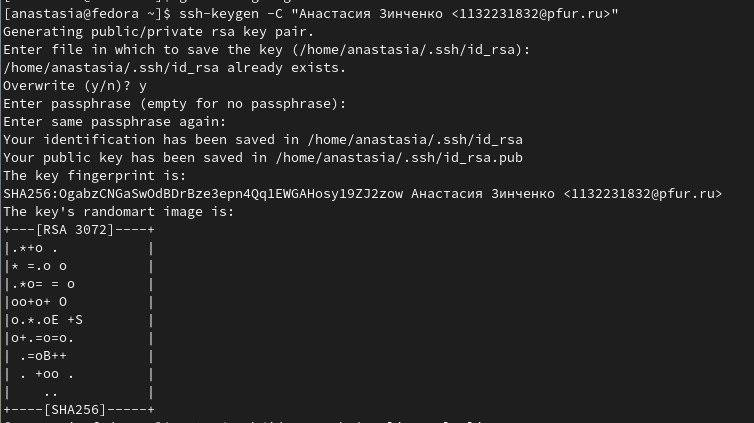 [anastasia@fedora ~]$ ssh-keygen -C "Анастасия Зинченко <1132231832@pfur.ru>"
Generating public/private rsa key pair.
Enter file in which to save the key (/home/anastasia/.ssh/id_rsa):
/home/anastasia/.ssh/id_rsa already exists.
Overwrite (y/n)? y
Enter passphrase (empty for no passphrase):
Enter same passphrase again:
Your identification has been saved in /home/anastasia/.ssh/id_rsa
Your public key has been saved in /home/anastasia/.ssh/id_rsa.pub
The key fingerprint is:
SHA256:OgabzCNGaSwOdBDrBze3epn4Qq1EWGAHosy19ZJ2zow Анастасия Зинченко <1132231832@pfur.ru>
The key's randomart image is:
+---[RSA 3072]----+
|.*+o .           |
|* =.o o          |
|.*o= = o         |
|oo+o+ O          |
|o.*.oE +S        |
|o+.=o=o.         |
| .=oB++          |
| . +oo .         |
|    ..           |
+----[SHA256]-----+